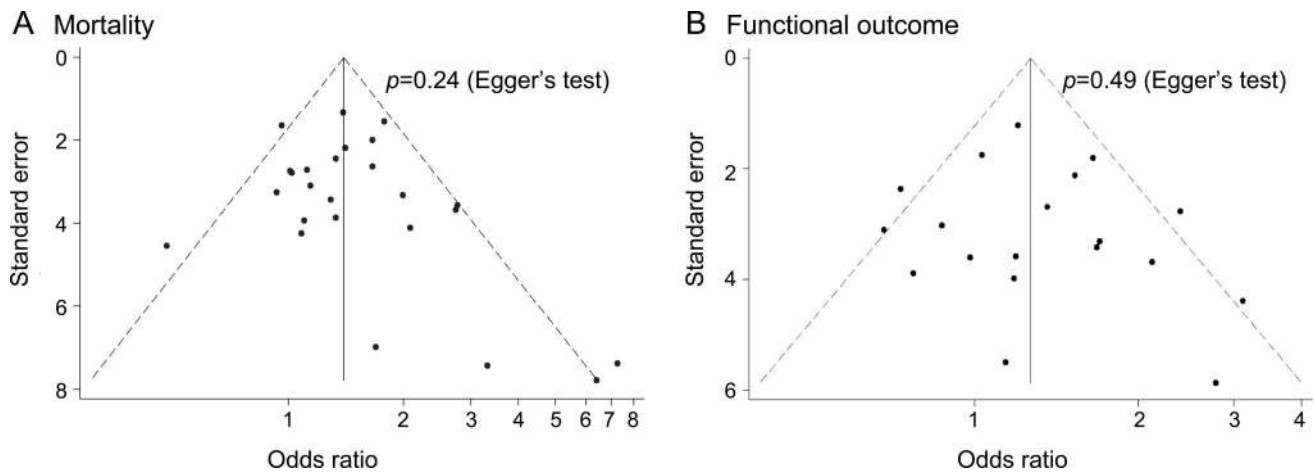 A Mortality
0
2
4
6
8
Standard error
p=0.24 (Egger's test)
1 2 3 4 5 6 7 8
Odds ratio
B Functional outcome
0
2
4
6
Standard error
p=0.49 (Egger's test)
1 2 3 4
Odds ratio